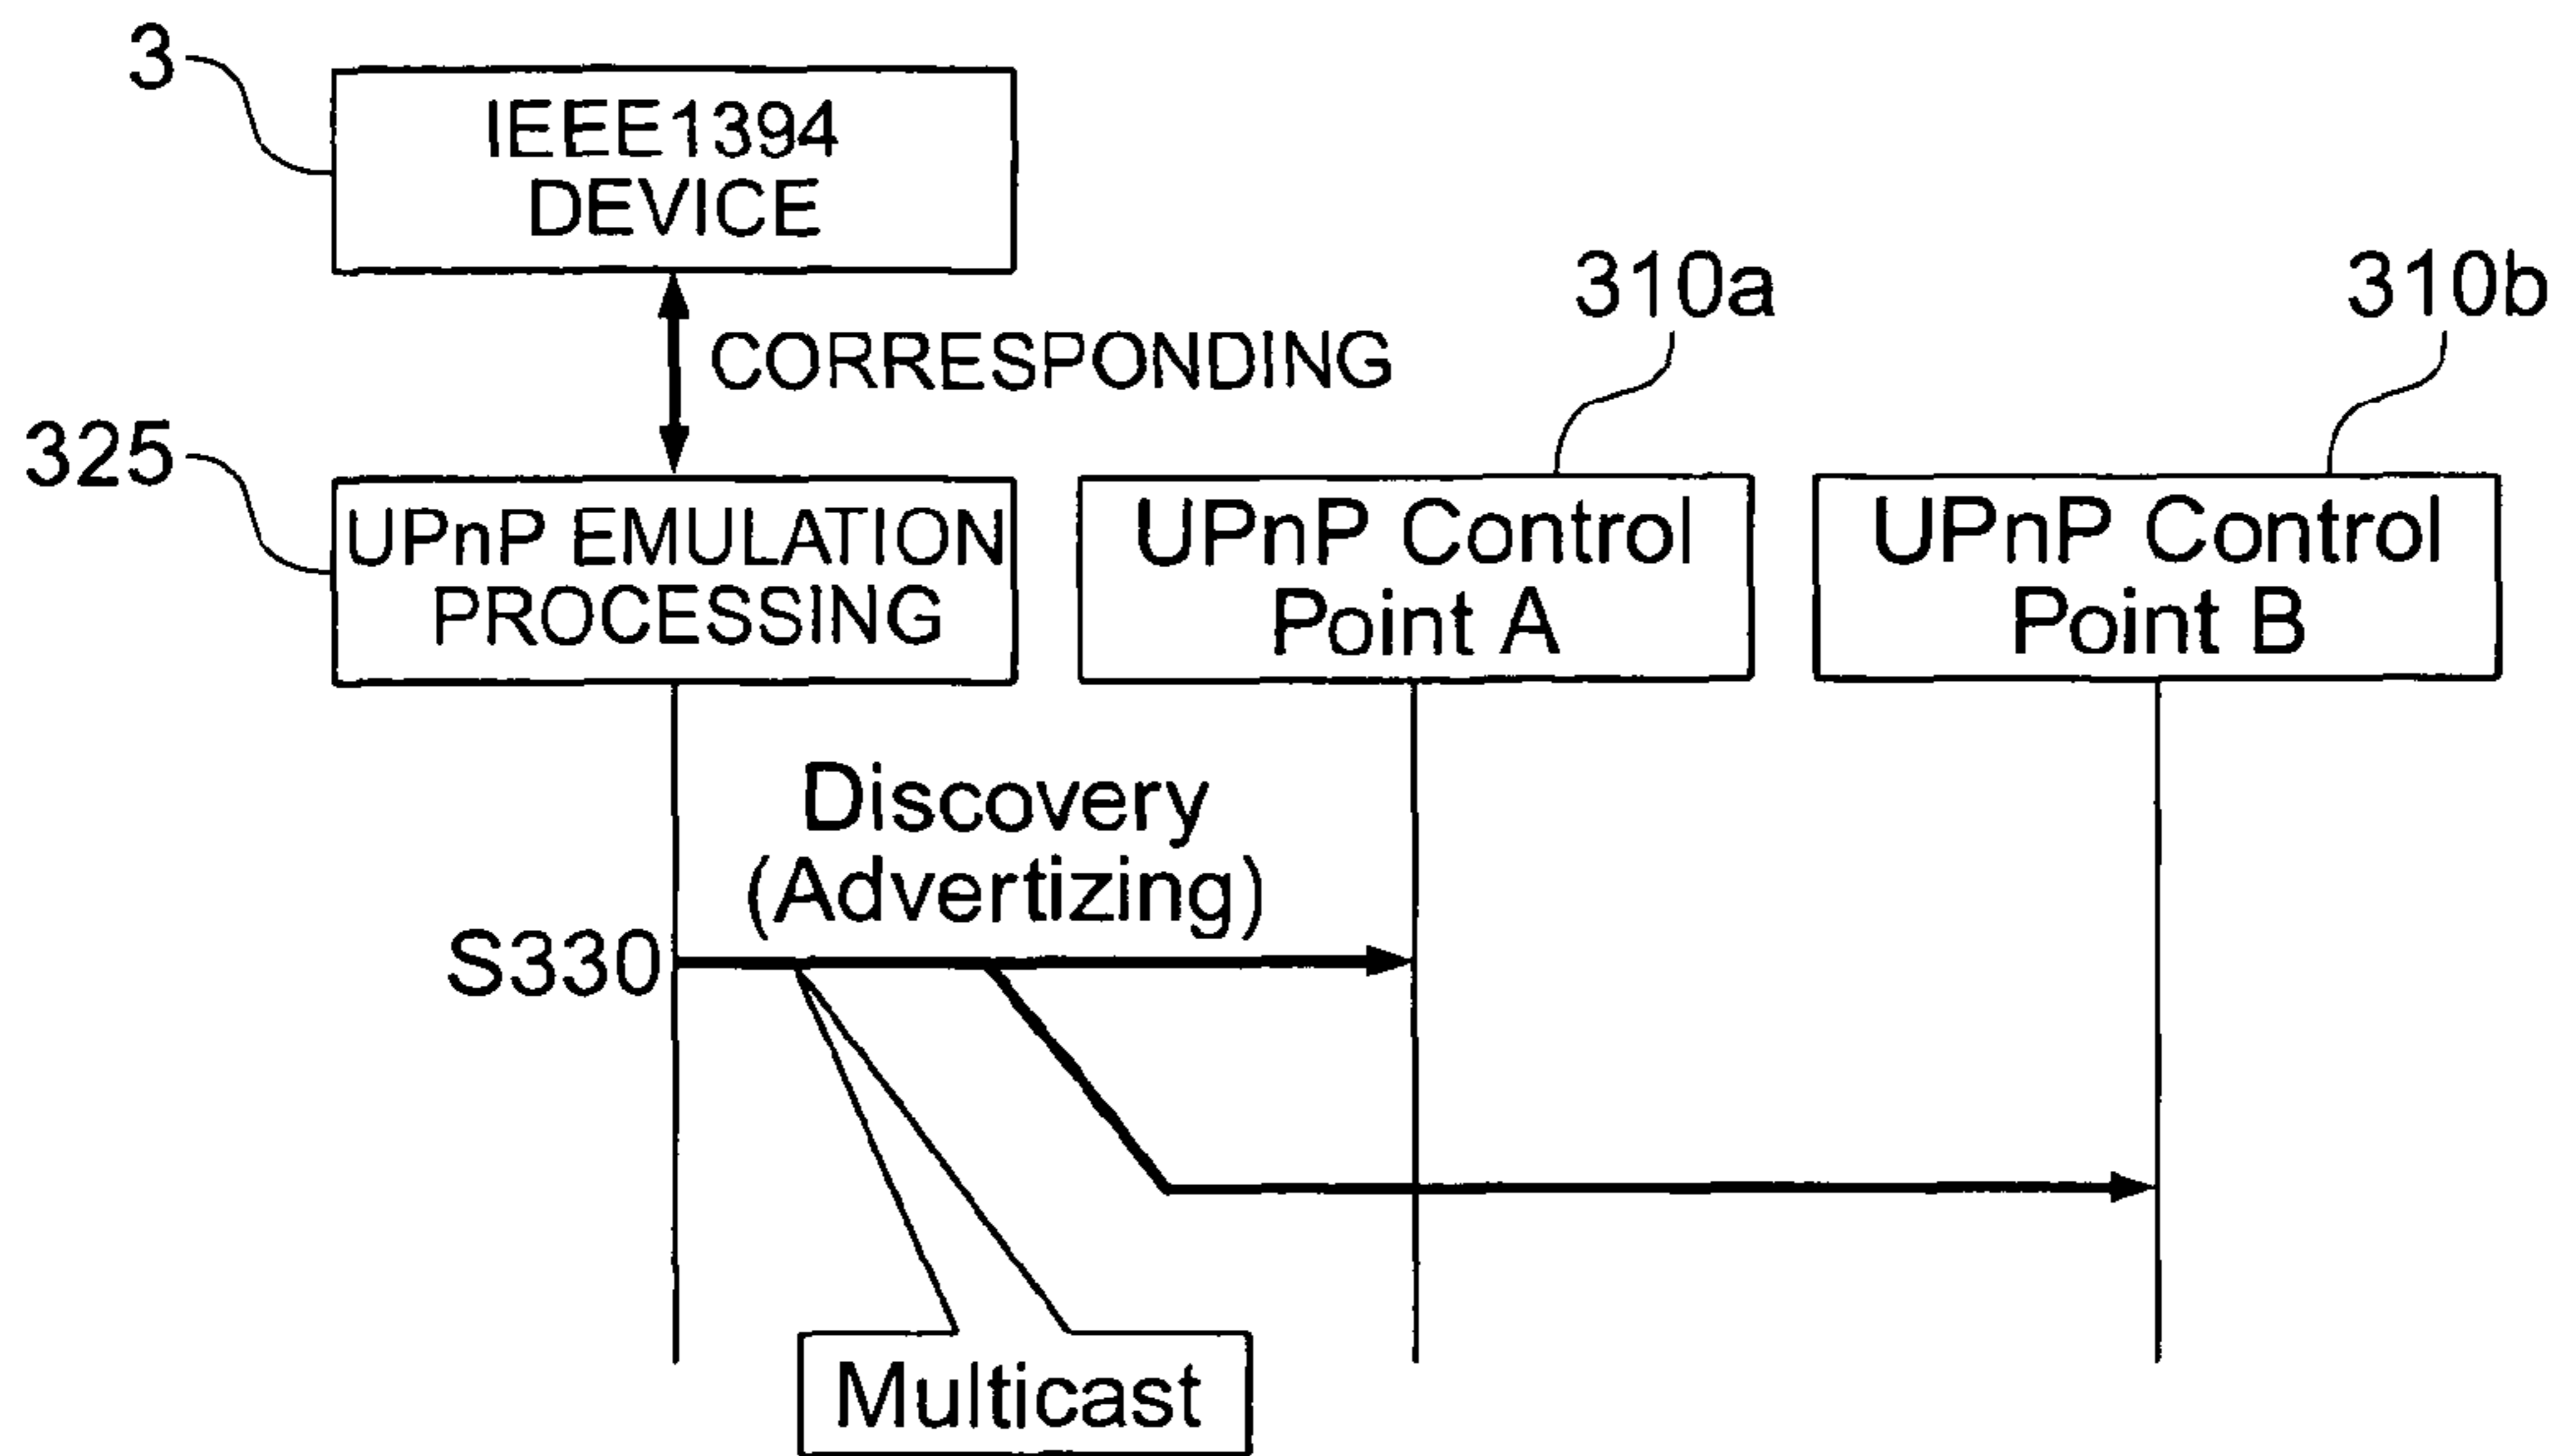 3
IEEE1394
DEVICE
CORRESPONDING
310a
310b
325
UPnP EMULATION
PROCESSING
UPnP Control
Point A
UPnP Control
Point B
Discovery
(Advertizing)
S330
Multicast